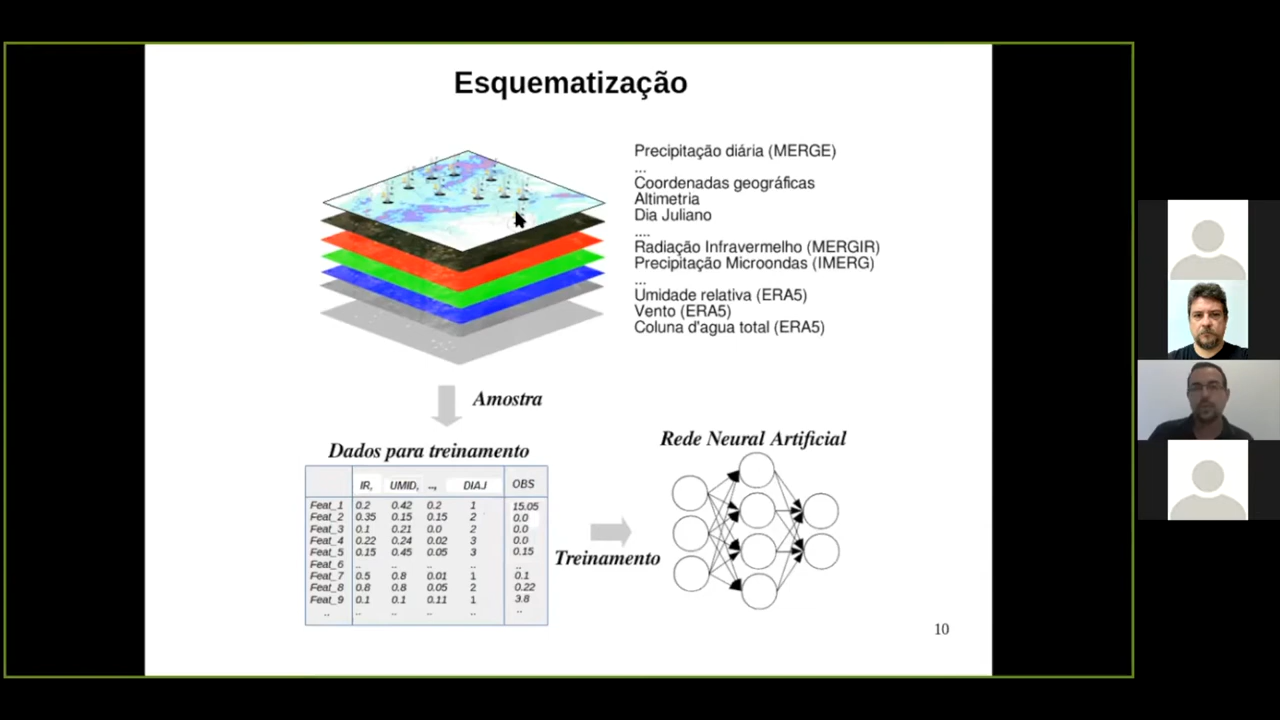 Esquematização
Precipitação diária (MERGE)
...
Coordenadas geográficas
Altimetria
Dia Juliano
....
Radiação Infravermelho (MERGIR)
Precipitação Microondas (IMERG)
...
Umidade relativa (ERA5)
Vento (ERA5)
Coluna d'agua total (ERA5)
Amostra
Dados para treinamento
IR, UMID, .., DIAJ OBS
Feat_1 0.2 0.42 0.2 1 15.05
Feat_2 0.35 0.15 0.15 2 0.0
Feat_3 0.1 0.21 0.0 2 0.0
Feat_4 0.22 0.24 0.02 3 0.0
Feat_5 0.15 0.45 0.05 3 0.15
Feat_6 .. .. .. .. ..
Feat_7 0.5 0.8 0.01 1 0.1
Feat_8 0.8 0.8 0.05 2 0.22
Feat_9 0.1 0.1 0.11 1 3.8
.. .. .. .. .. ..
Treinamento
Rede Neural Artificial
10